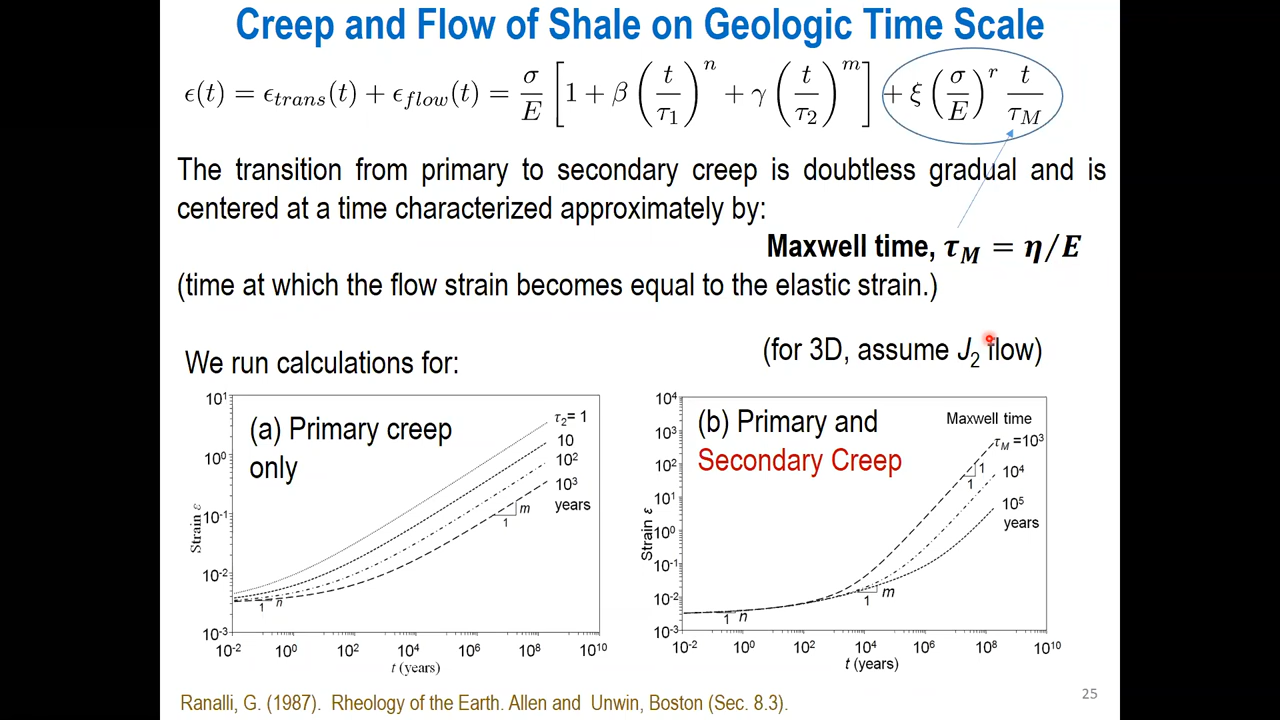 Creep and Flow of Shale on Geologic Time Scale
ϵ(t) = ϵ_trans(t) + ϵ_flow(t) = σ/E [1 + β (t/τ₁)^n + γ (t/τ₂)^m] + ξ (σ/E)^r t/τ_M
The transition from primary to secondary creep is doubtless gradual and is
centered at a time characterized approximately by:
Maxwell time, τ_M = η/E
(time at which the flow strain becomes equal to the elastic strain.)
(for 3D, assume J₂ flow)
We run calculations for:
(a) Primary creep
only
τ₂= 1
10
10²
10³
years
m
1
1
n
10¹
10⁰
10⁻¹
10⁻²
10⁻³
Strain ε
10⁻²
10⁰
10²
10⁴
10⁶
10⁸
10¹⁰
t (years)
(b) Primary and
Secondary Creep
Maxwell time
τ_M =10³
10⁴
10⁵
years
1
1
m
1
1
n
10⁴
10³
10²
10¹
10⁰
10⁻¹
10⁻²
10⁻³
Strain ε
10⁻²
10⁰
10²
10⁴
10⁶
10⁸
10¹⁰
t (years)
Ranalli, G. (1987). Rheology of the Earth. Allen and Unwin, Boston (Sec. 8.3).
25